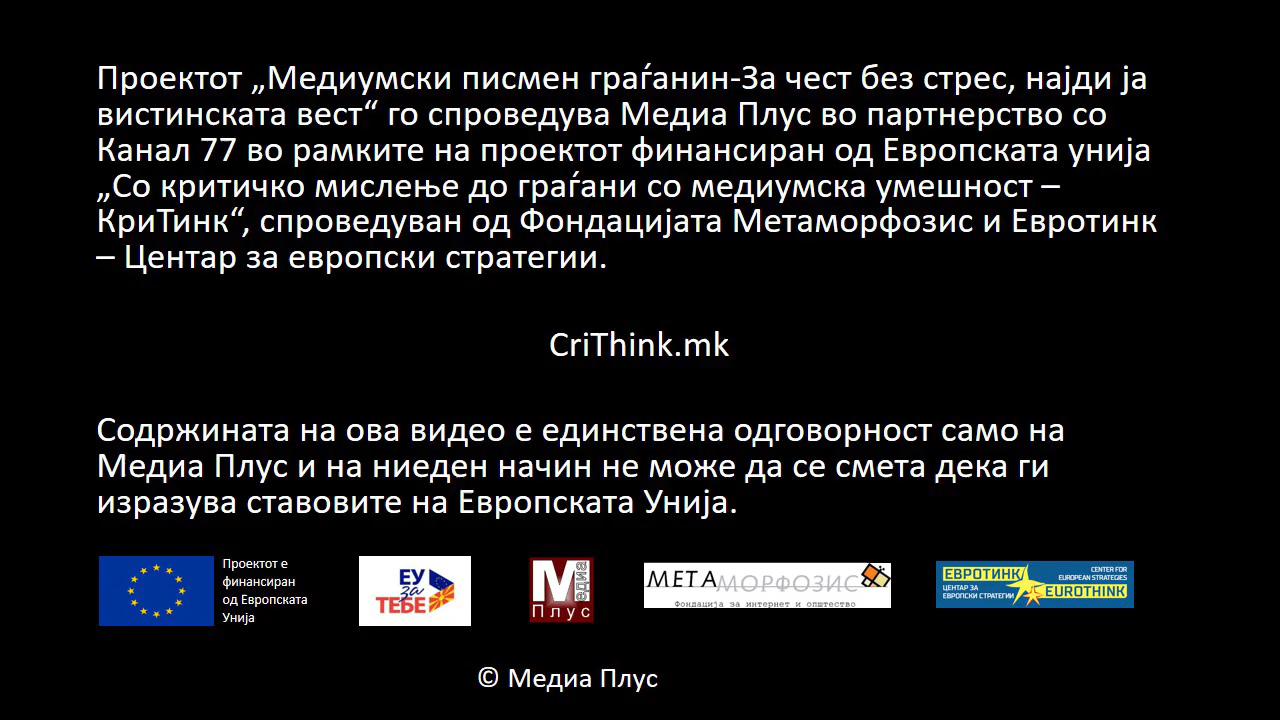 Проектот „Медиумски писмен граѓанин-За чест без стрес, најди ја
вистинската вест“ го спроведува Медиа Плус во партнерство со
Канал 77 во рамките на проектот финансиран од Европската унија
„Со критичко мислење до граѓани со медиумска умешност –
КриТинк“, спроведуван од Фондацијата Метаморфозис и Евротинк
– Центар за европски стратегии.
CriThink.mk
Содржината на ова видео е единствена одговорност само на
Медиа Плус и на ниеден начин не може да се смета дека ги
изразува ставовите на Европската Унија.
Проектот е
финансиран
од Европската
Унија
ЕУ
за
ТЕБЕ
Медиа
Плус
МЕТАМОРФОЗИС
Фондација за интернет и општество
ЕВРОТИНК
ЦЕНТАР ЗА
ЕВРОПСКИ СТРАТЕГИИ
CENTER FOR
EUROPEAN STRATEGIES
EUROTHINK
© Медиа Плус